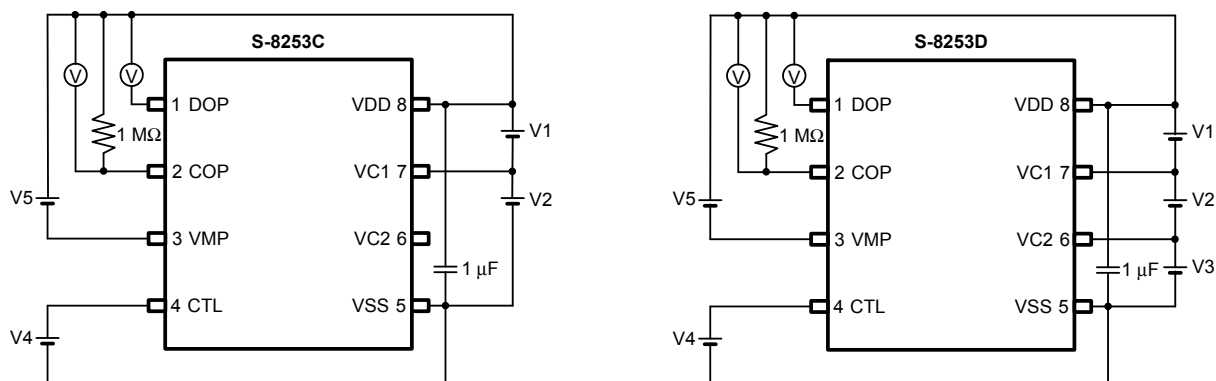 S-8253C
V
V
1 DOP
VDD 8
1 MΩ
V1
2 COP
VC1 7
V5
V2
3 VMP
VC2 6
1 μF
4 CTL
VSS 5
V4
S-8253D
V
V
1 DOP
VDD 8
1 MΩ
V1
2 COP
VC1 7
V5
V2
3 VMP
VC2 6
1 μF
V3
4 CTL
VSS 5
V4